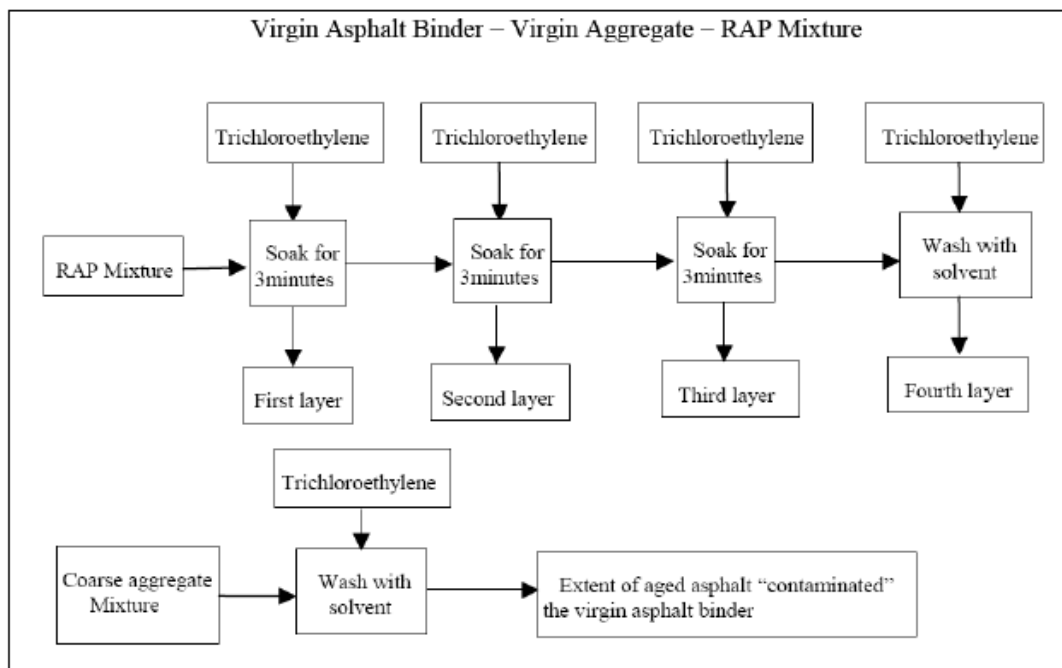 Virgin Asphalt Binder – Virgin Aggregate – RAP Mixture
Trichloroethylene
Trichloroethylene
Trichloroethylene
Trichloroethylene
RAP Mixture
Soak for
3minutes
Soak for
3minutes
Soak for
3minutes
Wash with
solvent
First layer
Second layer
Third layer
Fourth layer
Trichloroethylene
Coarse aggregate
Mixture
Wash with
solvent
Extent of aged asphalt “contaminated”
the virgin asphalt binder